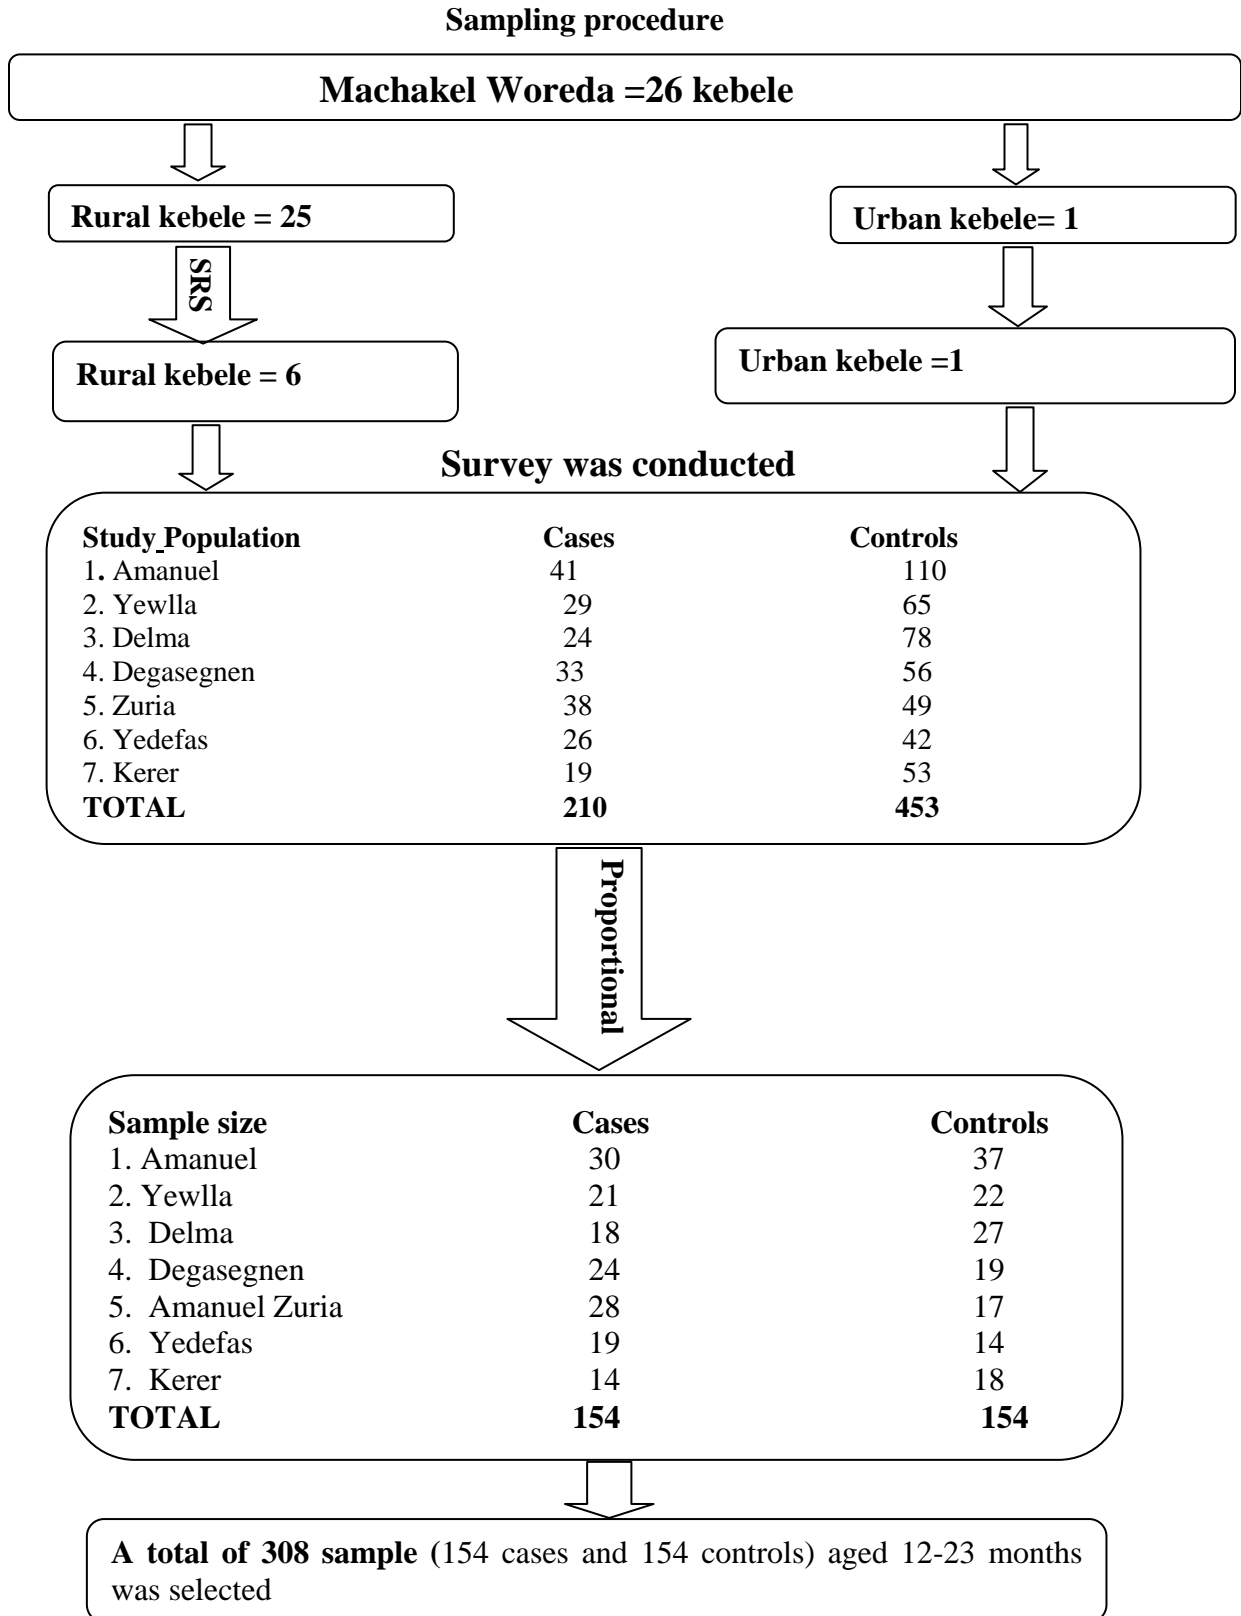 Sampling procedure
Machakel Woreda =26 kebele
Rural kebele = 25
Urban kebele= 1
SRS
Rural kebele = 6
Urban kebele =1
Survey was conducted
Study Population Cases Controls
1. Amanuel 41 110
2. Yewlla 29 65
3. Delma 24 78
4. Degasegnen 33 56
5. Zuria 38 49
6. Yedefas 26 42
7. Kerer 19 53
TOTAL 210 453
Proportional
Sample size Cases Controls
1. Amanuel 30 37
2. Yewlla 21 22
3. Delma 18 27
4. Degasegnen 24 19
5. Amanuel Zuria 28 17
6. Yedefas 19 14
7. Kerer 14 18
TOTAL 154 154
A total of 308 sample (154 cases and 154 controls) aged 12-23 months
was selected